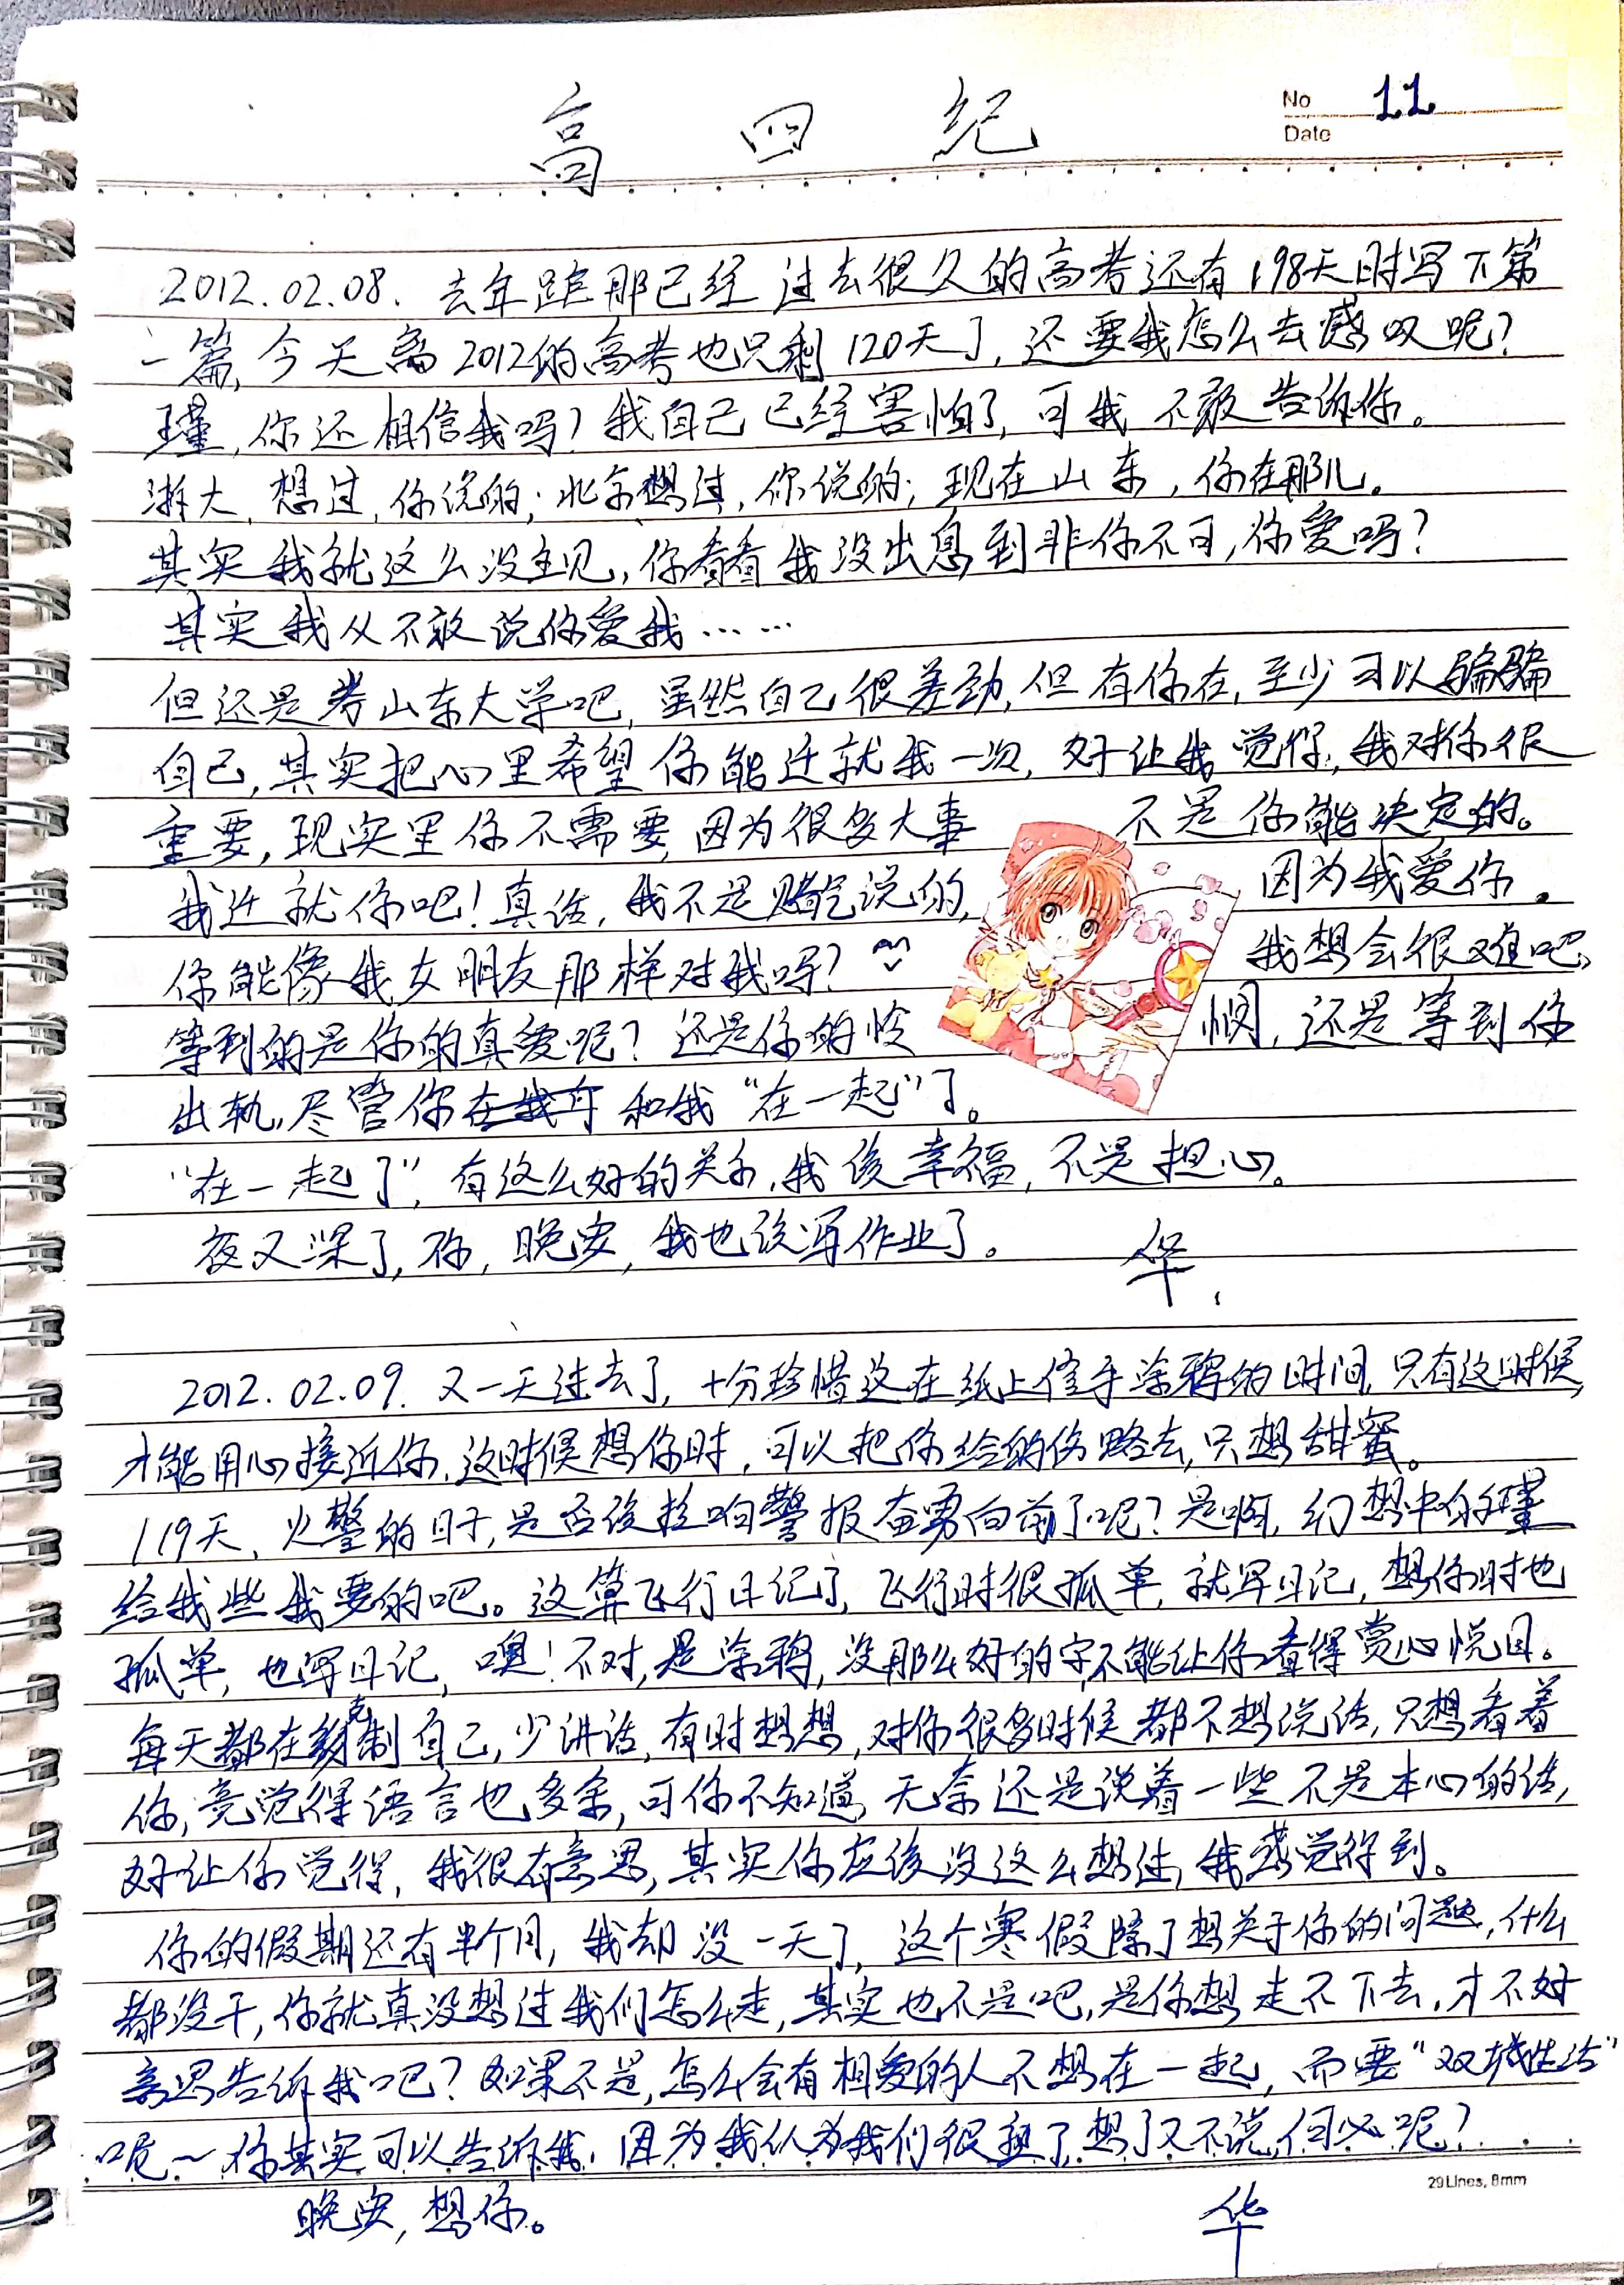 高四纪
No 11
Date
2012.02.08. 去年距那已经过去很久的高考还有198天时写下第
一篇,今天离2012的高考也只剩120天了,还要我怎么去感叹呢?
瑾,你还相信我吗?我自己已经害怕了,可我不敢告诉你。
浙大,想过,你说的;北京想过,你说的;现在山东,你在那儿。
其实我就这么没主见,你看看我没出息到非你不可,你爱吗?
其实我从不敢说你爱我……
但还是考山东大学吧,虽然自己很差劲,但有你在,至少可以骗骗
自己,其实把心里希望你能迁就我一次,好让我觉得,我对你很
重要,现实里你不需要,因为很多大事不是你能决定的。
我迁就你吧!真话,我不是赌气说的,因为我爱你。
你能像我女朋友那样对我吗?我想会很难吧,
等到的是你的真爱呢?还是你的怜悯,还是等到你
出轨,尽管你和我“在一起”了。
“在一起了”,有这么好的关系,我该幸福,不是担心。
夜又深了,你,晚安,我也该写作业了。
华
2012.02.09. 又一天过去了,十分珍惜这在纸上信手涂鸦的时间,只有这时候,
才能用心接近你,这时候想你时,可以把你给的伤略去,只想甜蜜。
119天、火警的日子,是否该拉响警报奋勇向前了呢?是啊,幻想中的瑾
给我些我要的吧。这算飞行日记了,飞行时很孤单,就写日记,想你时也
孤单,也写日记,噢!不对,是涂鸦,没那么好的字,不能让你看得赏心悦目。
每天都在克制自己,少讲话,有时想想,对你很多时候都不想说话,只想看着
你,竟觉得语言也多余,可你不知道,无奈还是说着一些不是本心的话,
好让你觉得,我很有意思,其实你应该没这么想过,我感觉得到。
你的假期还有半个月,我却没一天了,这个寒假除了想关于你的问题,什么
都没干,你就真没想过我们怎么走,其实也不是吧,是你想走不下去,才不好
意思告诉我吧?如果不是,怎么会有相爱的人不想在一起,而要“双城生活”
呢~你其实可以告诉我,因为我认为我们很熟了,想了又不说,何必呢?
29Lines, 8mm
晚安,想你。
华